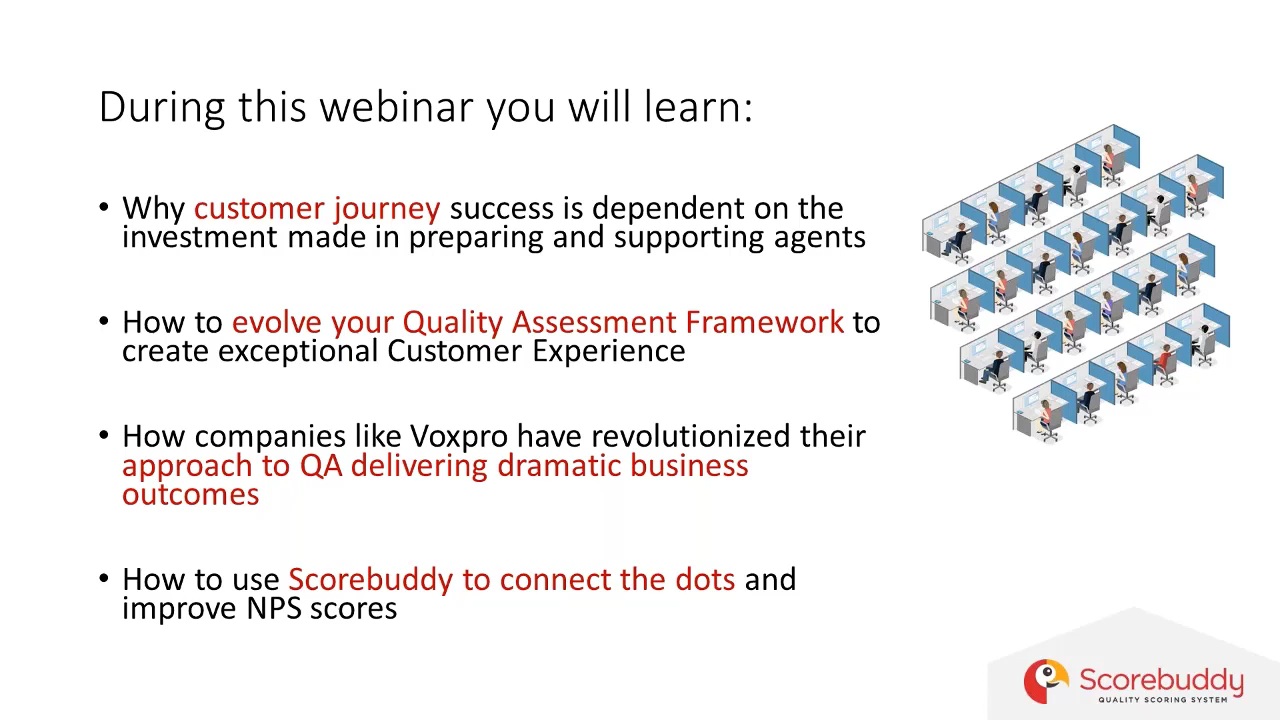 During this webinar you will learn:
• Why customer journey success is dependent on the
investment made in preparing and supporting agents
• How to evolve your Quality Assessment Framework to
create exceptional Customer Experience
• How companies like Voxpro have revolutionized their
approach to QA delivering dramatic business
outcomes
• How to use Scorebuddy to connect the dots and
improve NPS scores
Scorebuddy
QUALITY SCORING SYSTEM